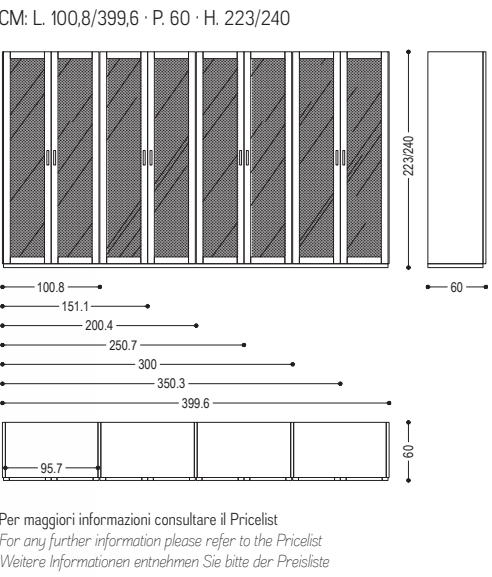 CM: L. 100,8/399,6 · P. 60 · H. 223/240
223/240
100.8
60
151.1
200.4
250.7
300
350.3
399.6
95.7
60
Per maggiori informazioni consultare il Pricelist
For any further information please refer to the Pricelist
Weitere Informationen entnehmen Sie bitte der Preisliste